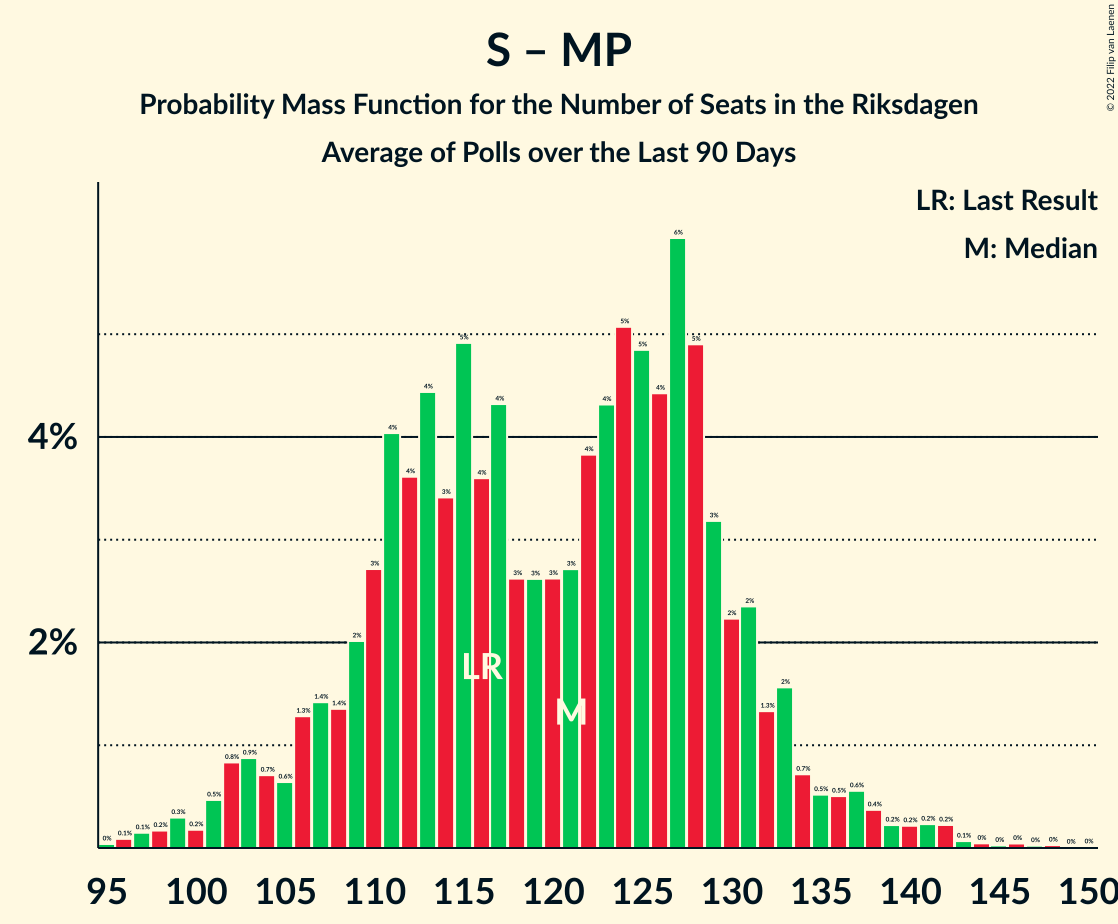 S – MP
Probability Mass Function for the Number of Seats in the Riksdagen
Average of Polls over the Last 90 Days
© 2022 Filip van Laenen
LR: Last Result
M: Median
4%
2%
0% 0.1% 0.1% 0.2% 0.3% 0.2% 0.5% 0.8% 0.9% 0.7% 0.6% 1.3% 1.4% 1.4% 2% 3% 4% 4% 4% 3% 5% 4% 4% 3% 3% 3% 3% 4% 4% 5% 5% 4% 6% 5% 3% 2% 2% 1.3% 2% 0.7% 0.5% 0.5% 0.6% 0.4% 0.2% 0.2% 0.2% 0.2% 0.1% 0% 0% 0% 0% 0% 0% 0%
LR
M
95 100 105 110 115 120 125 130 135 140 145 150